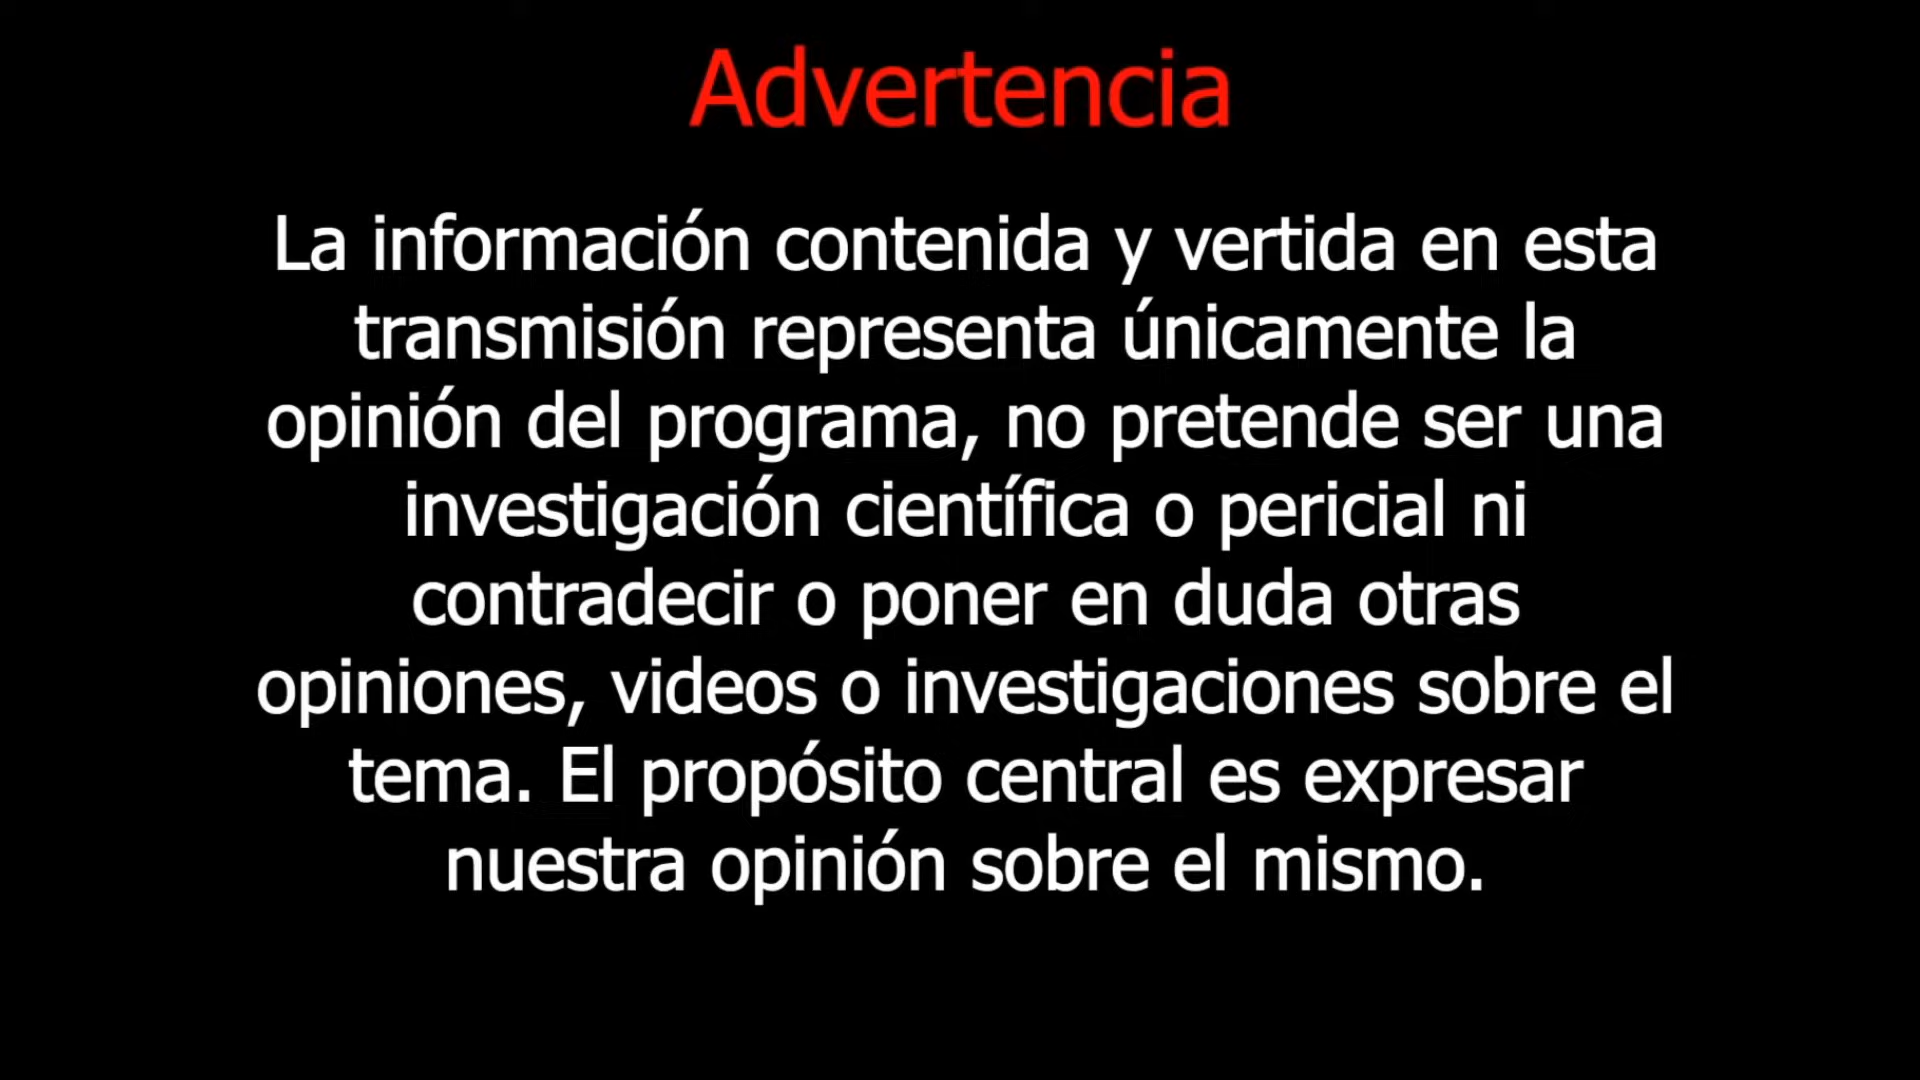 Advertencia
La información contenida y vertida en esta
transmisión representa únicamente la
opinión del programa, no pretende ser una
investigación científica o pericial ni
contradecir o poner en duda otras
opiniones, videos o investigaciones sobre el
tema. El propósito central es expresar
nuestra opinión sobre el mismo.